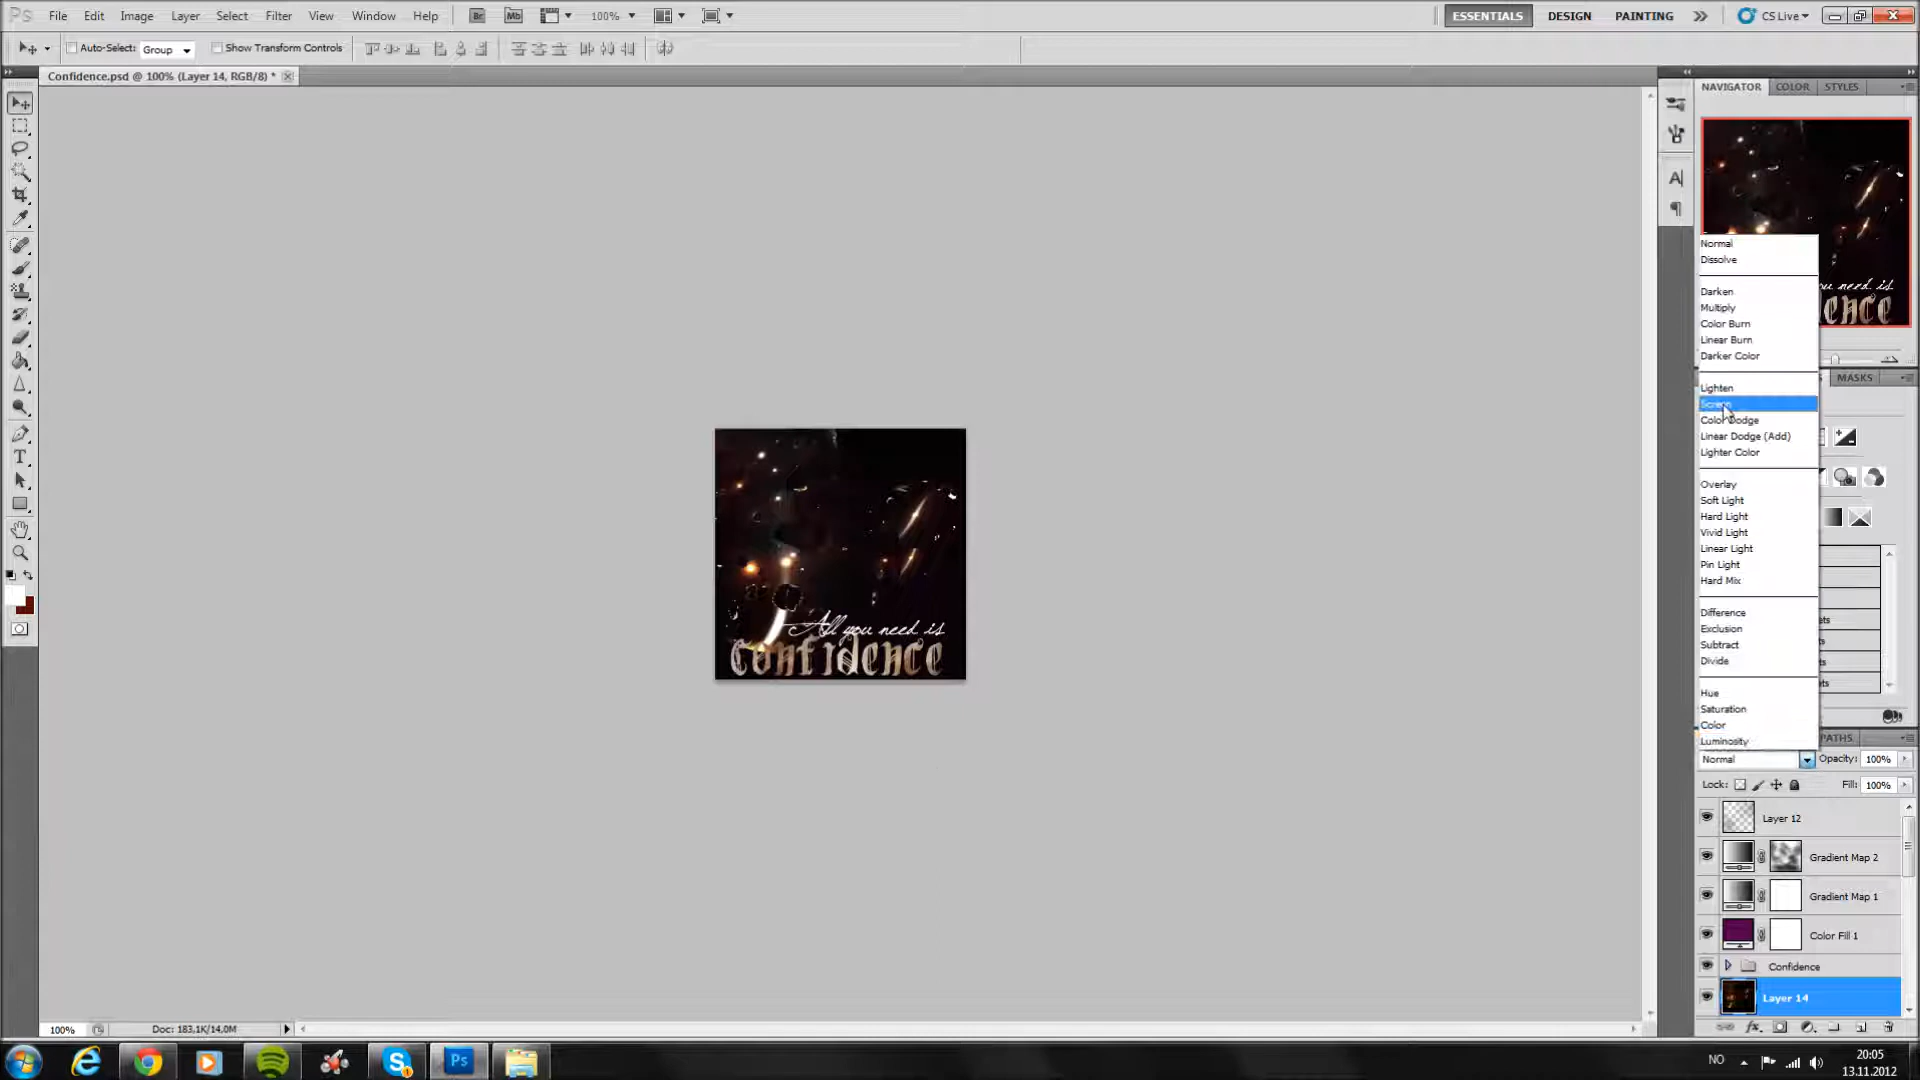 Ps File Edit Image Layer Select Filter View Window Help Br Mb 100% ESSENTIALS DESIGN PAINTING CS Live
Auto-Select: Group Show Transform Controls
Confidence.psd @ 100% (Layer 14, RGB/8) *
NAVIGATOR COLOR STYLES
Normal
Dissolve
Darken
Multiply
Color Burn
Linear Burn
Darker Color
MASKS
Lighten
Screen
Color Dodge
Linear Dodge (Add)
Lighter Color
Overlay
Soft Light
Hard Light
Vivid Light
Linear Light
Pin Light
Hard Mix
Difference
Exclusion
Subtract
Divide
Hue
Saturation
Color
Luminosity
All you need is
Confidence
PATHS
Normal Opacity: 100%
Lock: Fill: 100%
Layer 12
Gradient Map 2
Gradient Map 1
Color Fill 1
Confidence
Layer 14
100% Doc: 183,1K/14,0M
NO 20:05
13.11.2012